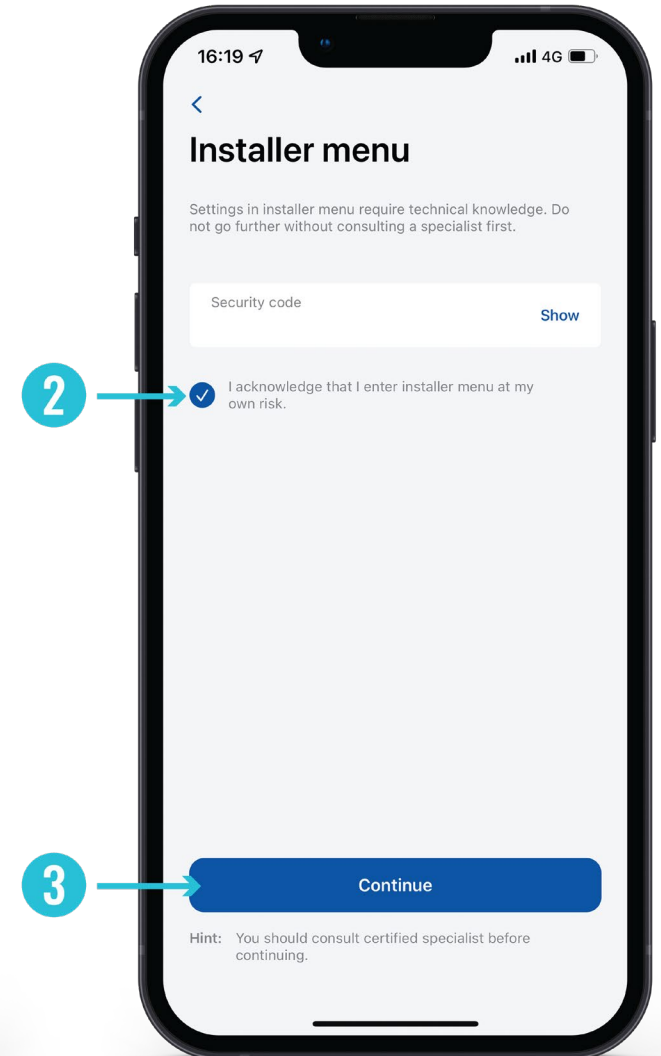 16:19
4G
Installer menu
Settings in installer menu require technical knowledge. Do
not go further without consulting a specialist first.
Security code
Show
2
I acknowledge that I enter installer menu at my
own risk.
3
Continue
Hint: You should consult certified specialist before
continuing.